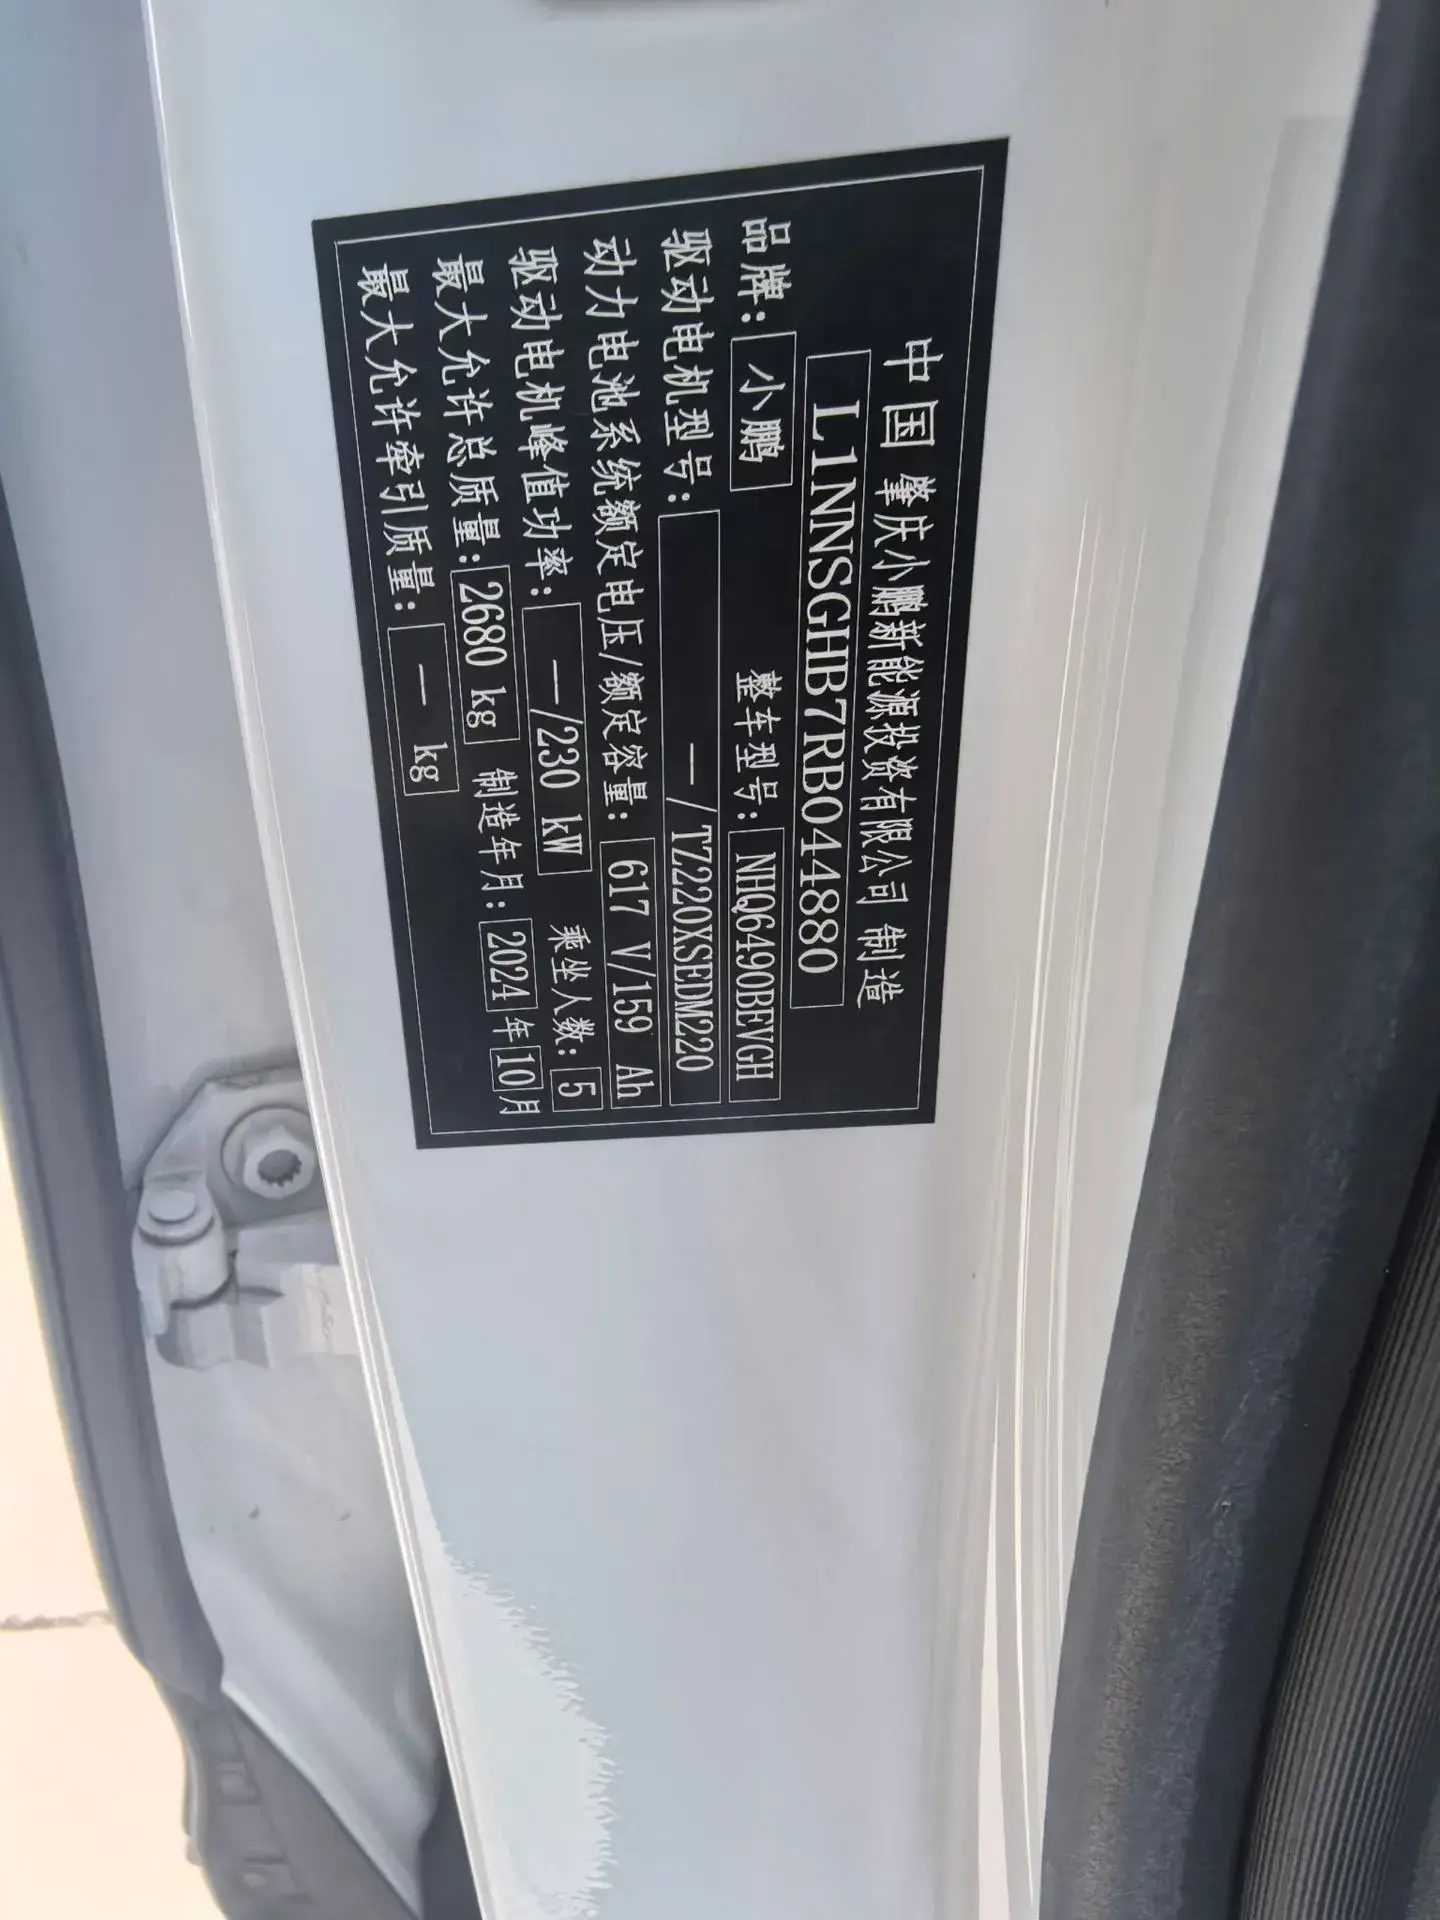 中国 肇庆小鹏新能源投资有限公司 制造
L1NNSGHB7RB044880
品牌: 小鹏 整车型号: NHQ6490BEVGH
驱动电机型号: —/TZ220XSEDM220
动力电池系统额定电压/额定容量: 617 V/159 Ah
驱动电机峰值功率: —/230 kW 乘坐人数: 5
最大允许总质量: 2680 kg 制造年月: 2024 年 10 月
最大允许牵引质量: — kg